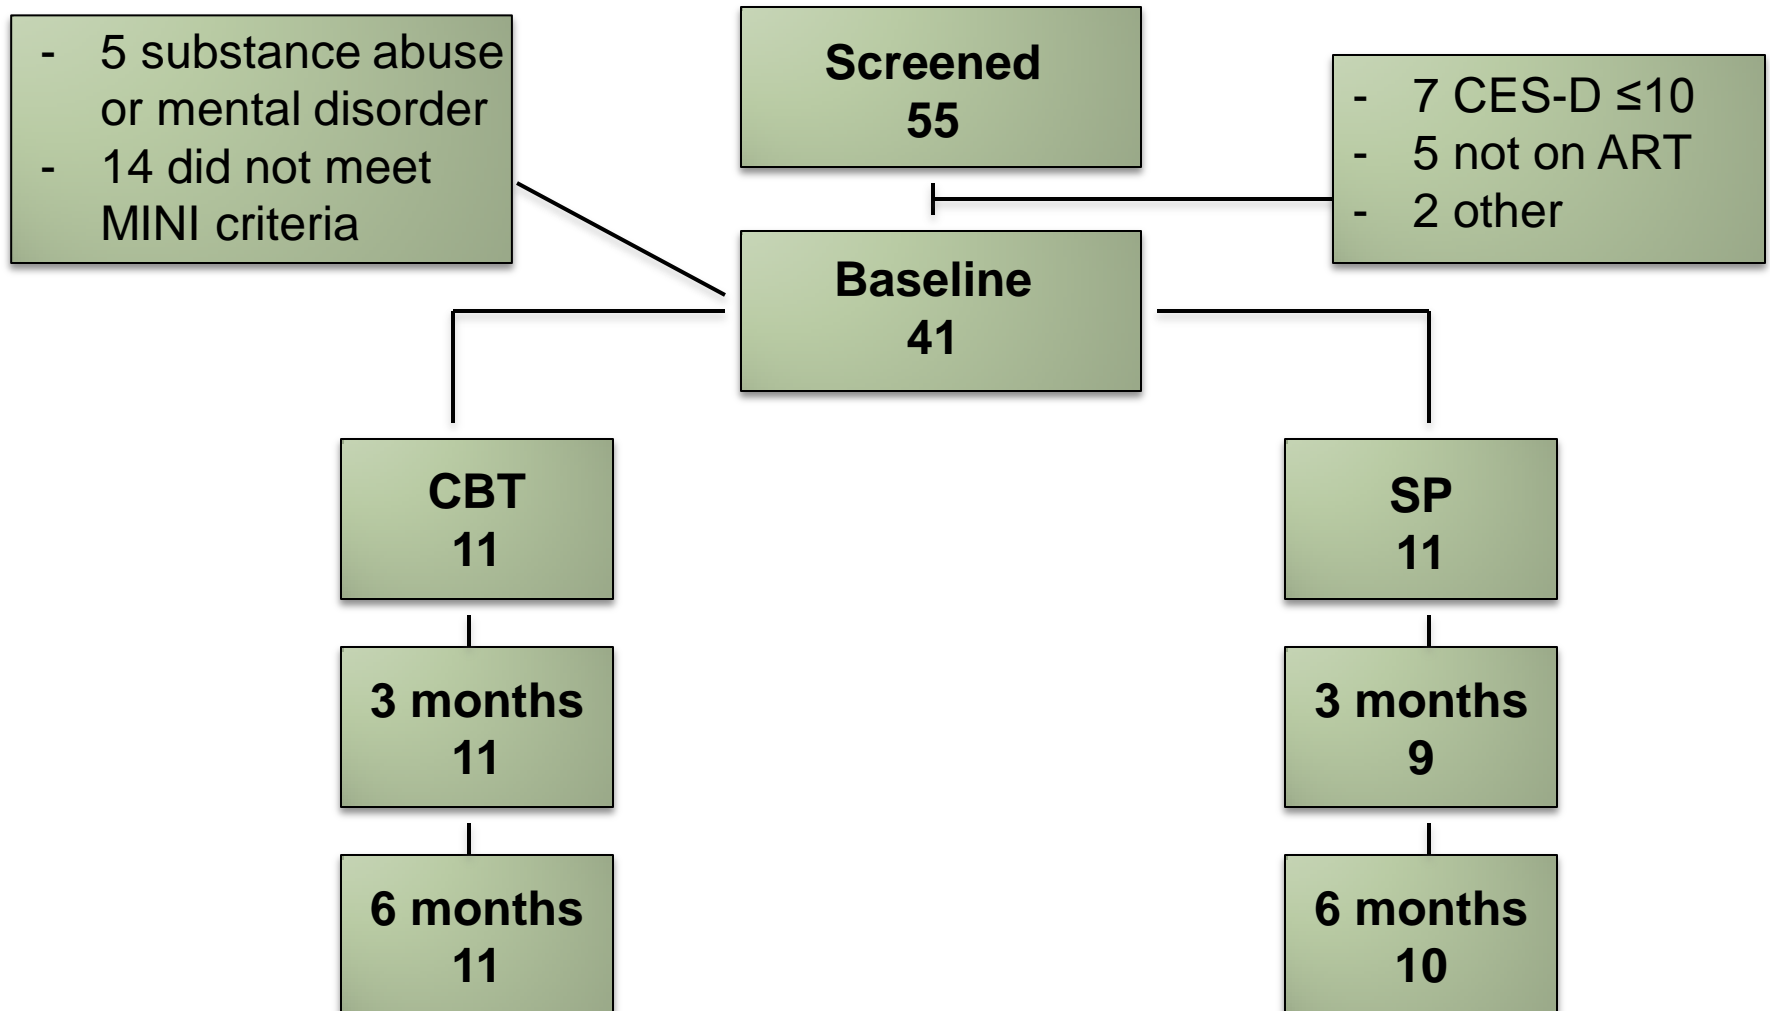 - 5 substance abuse
or mental disorder
- 14 did not meet
MINI criteria
Screened
55
- 7 CES-D ≤10
- 5 not on ART
- 2 other
Baseline
41
CBT
11
SP
11
3 months
11
3 months
9
6 months
11
6 months
10